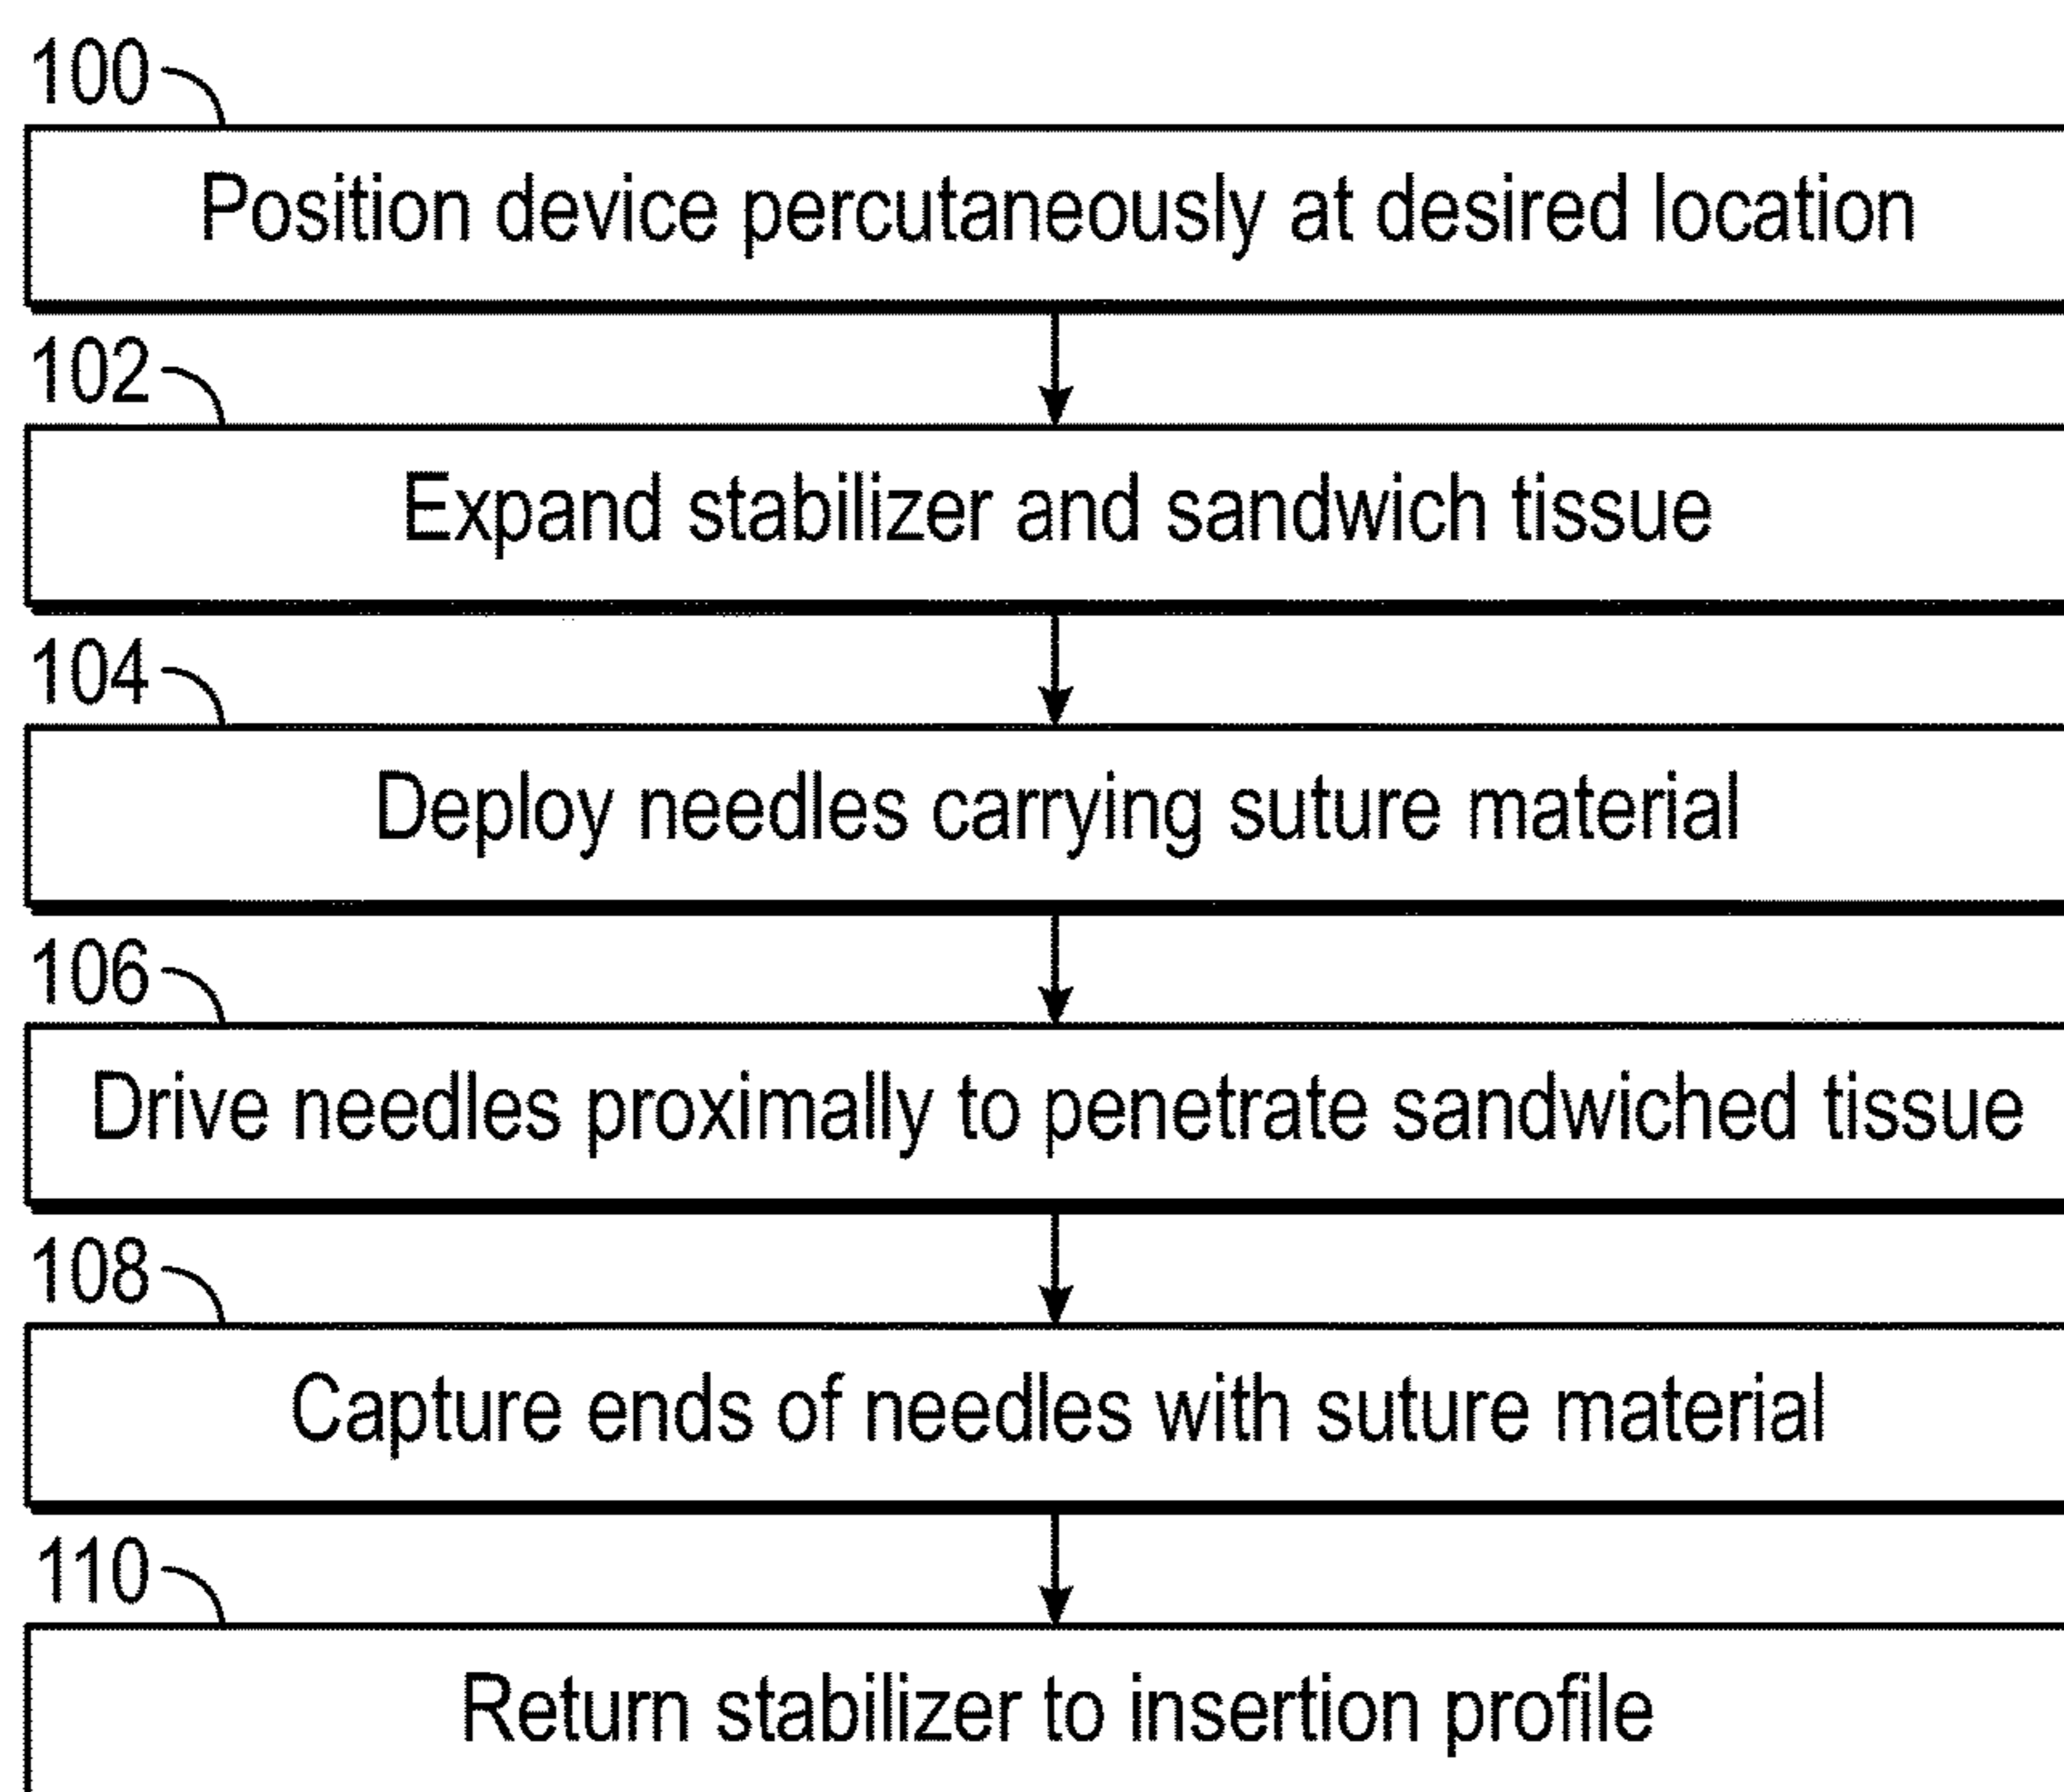 100
Position device percutaneously at desired location
102
Expand stabilizer and sandwich tissue
104
Deploy needles carrying suture material
106
Drive needles proximally to penetrate sandwiched tissue
108
Capture ends of needles with suture material
110
Return stabilizer to insertion profile